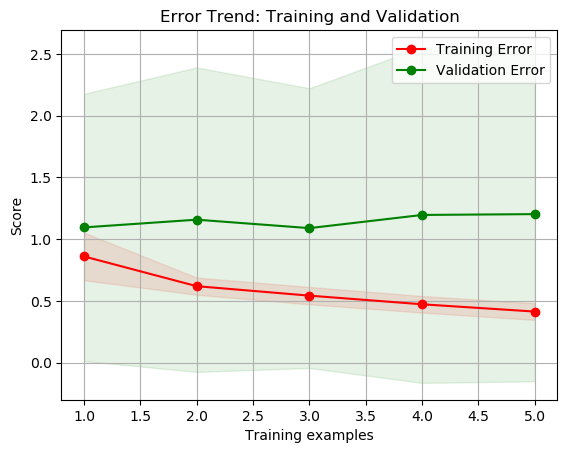 Error Trend: Training and Validation
Training Error
Validation Error
2.5
2.0
1.5
1.0
0.5
0.0
Score
1.0 1.5 2.0 2.5 3.0 3.5 4.0 4.5 5.0
Training examples